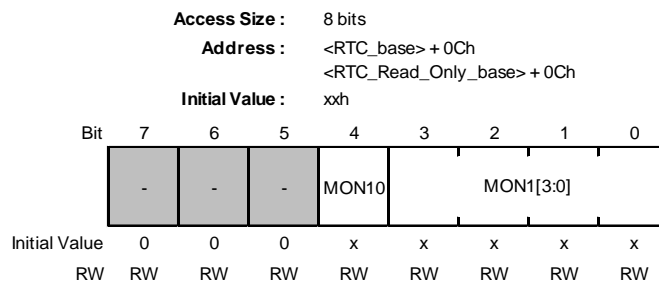 Access Size : 8 bits
Address : <RTC_base> + 0Ch
<RTC_Read_Only_base> + 0Ch
Initial Value : xxh
Bit 7 6 5 4 3 2 1 0
- - - MON10 MON1[3:0]
Initial Value 0 0 0 x x x x x
RW RW RW RW RW RW RW RW RW